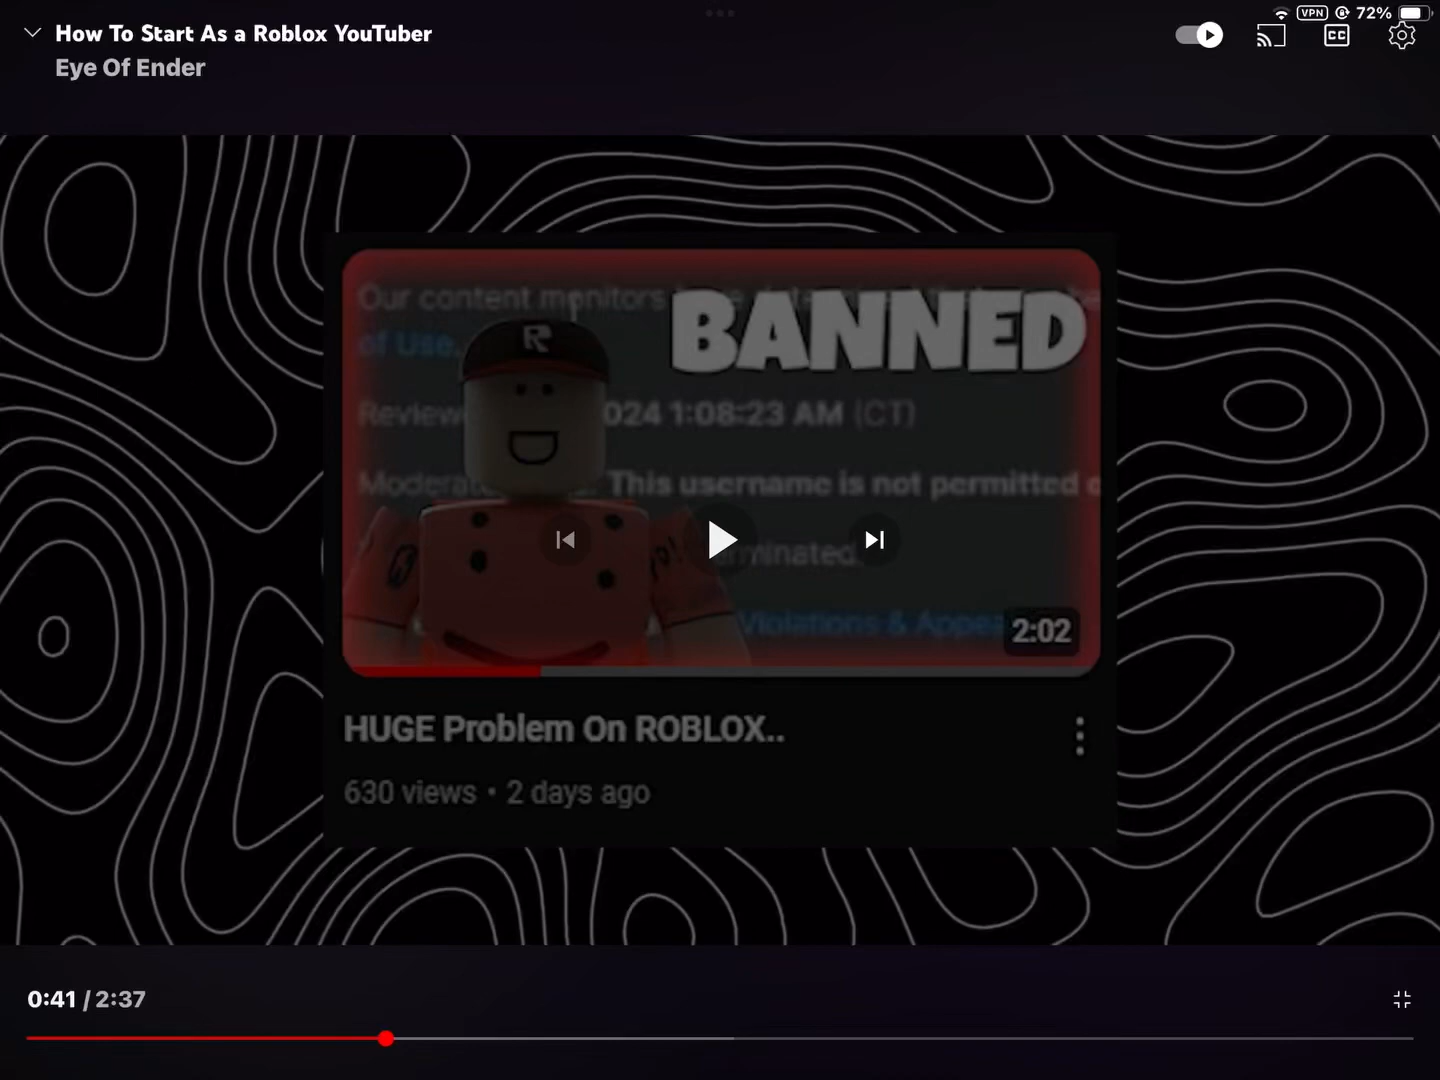 VPN 72%
How To Start As a Roblox YouTuber
CC
Eye Of Ender
Our content monitors
BANNED
of Use.
R
Review 024 1:08:23 AM (CT)
Moderat This username is not permitted
minated.
Violations & Appea
2:02
HUGE Problem On ROBLOX..
630 views • 2 days ago
0:41 / 2:37